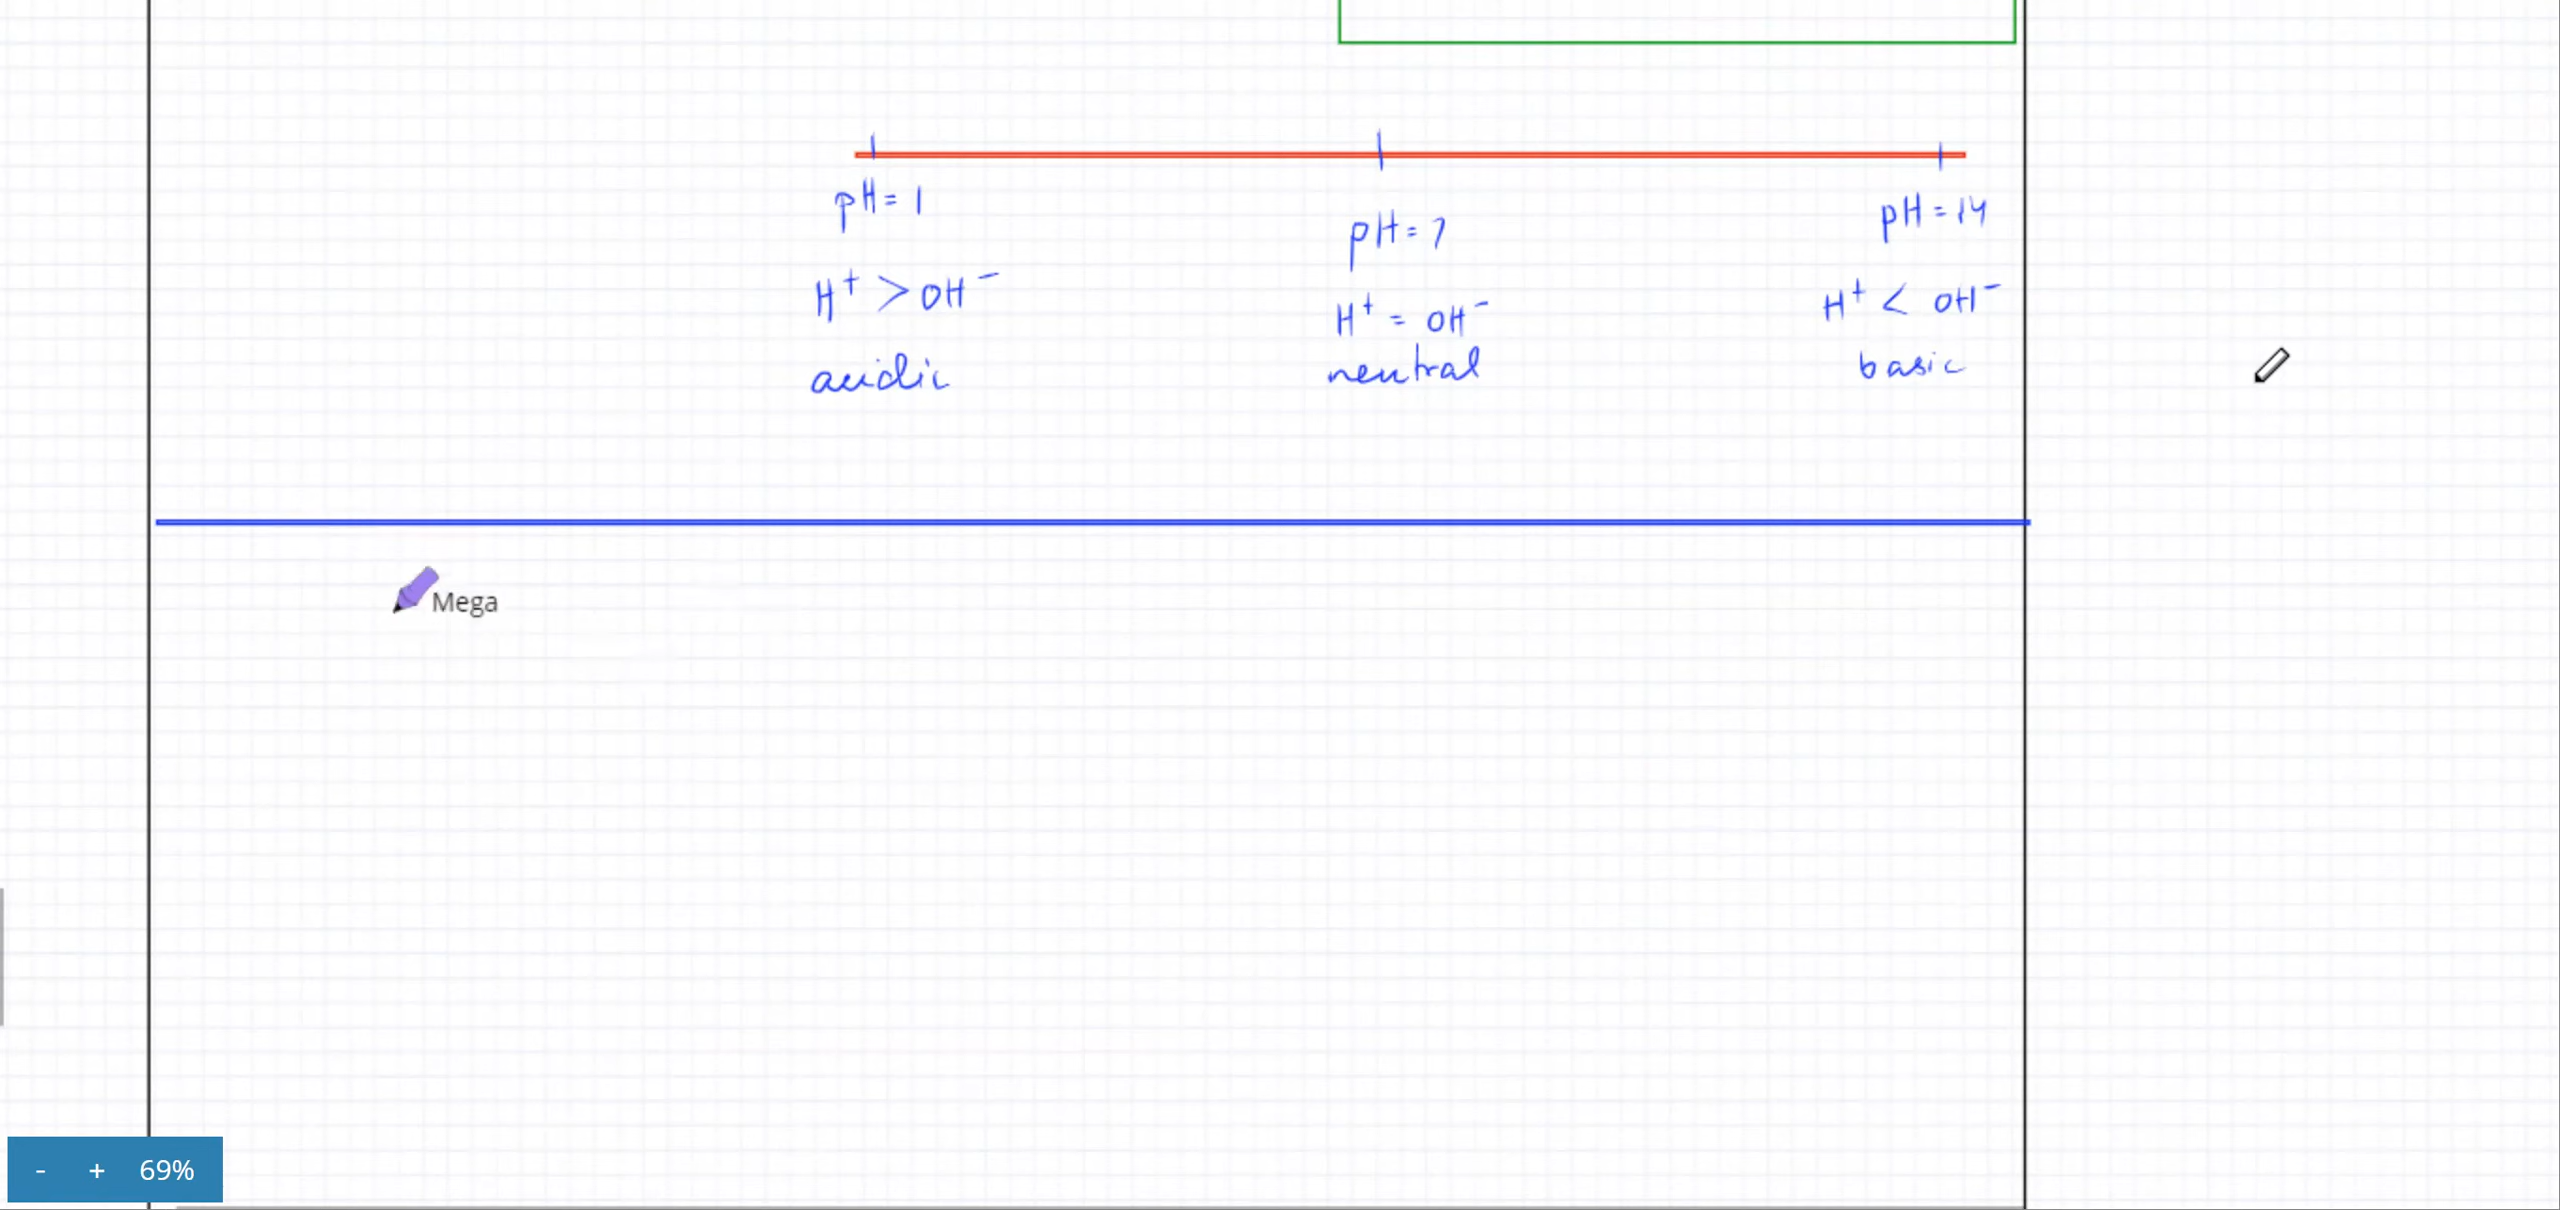 pH = 1
H⁺ > OH⁻
acidic
pH = 7
H⁺ = OH⁻
neutral
pH = 14
H⁺ < OH⁻
basic
Mega
- + 69%